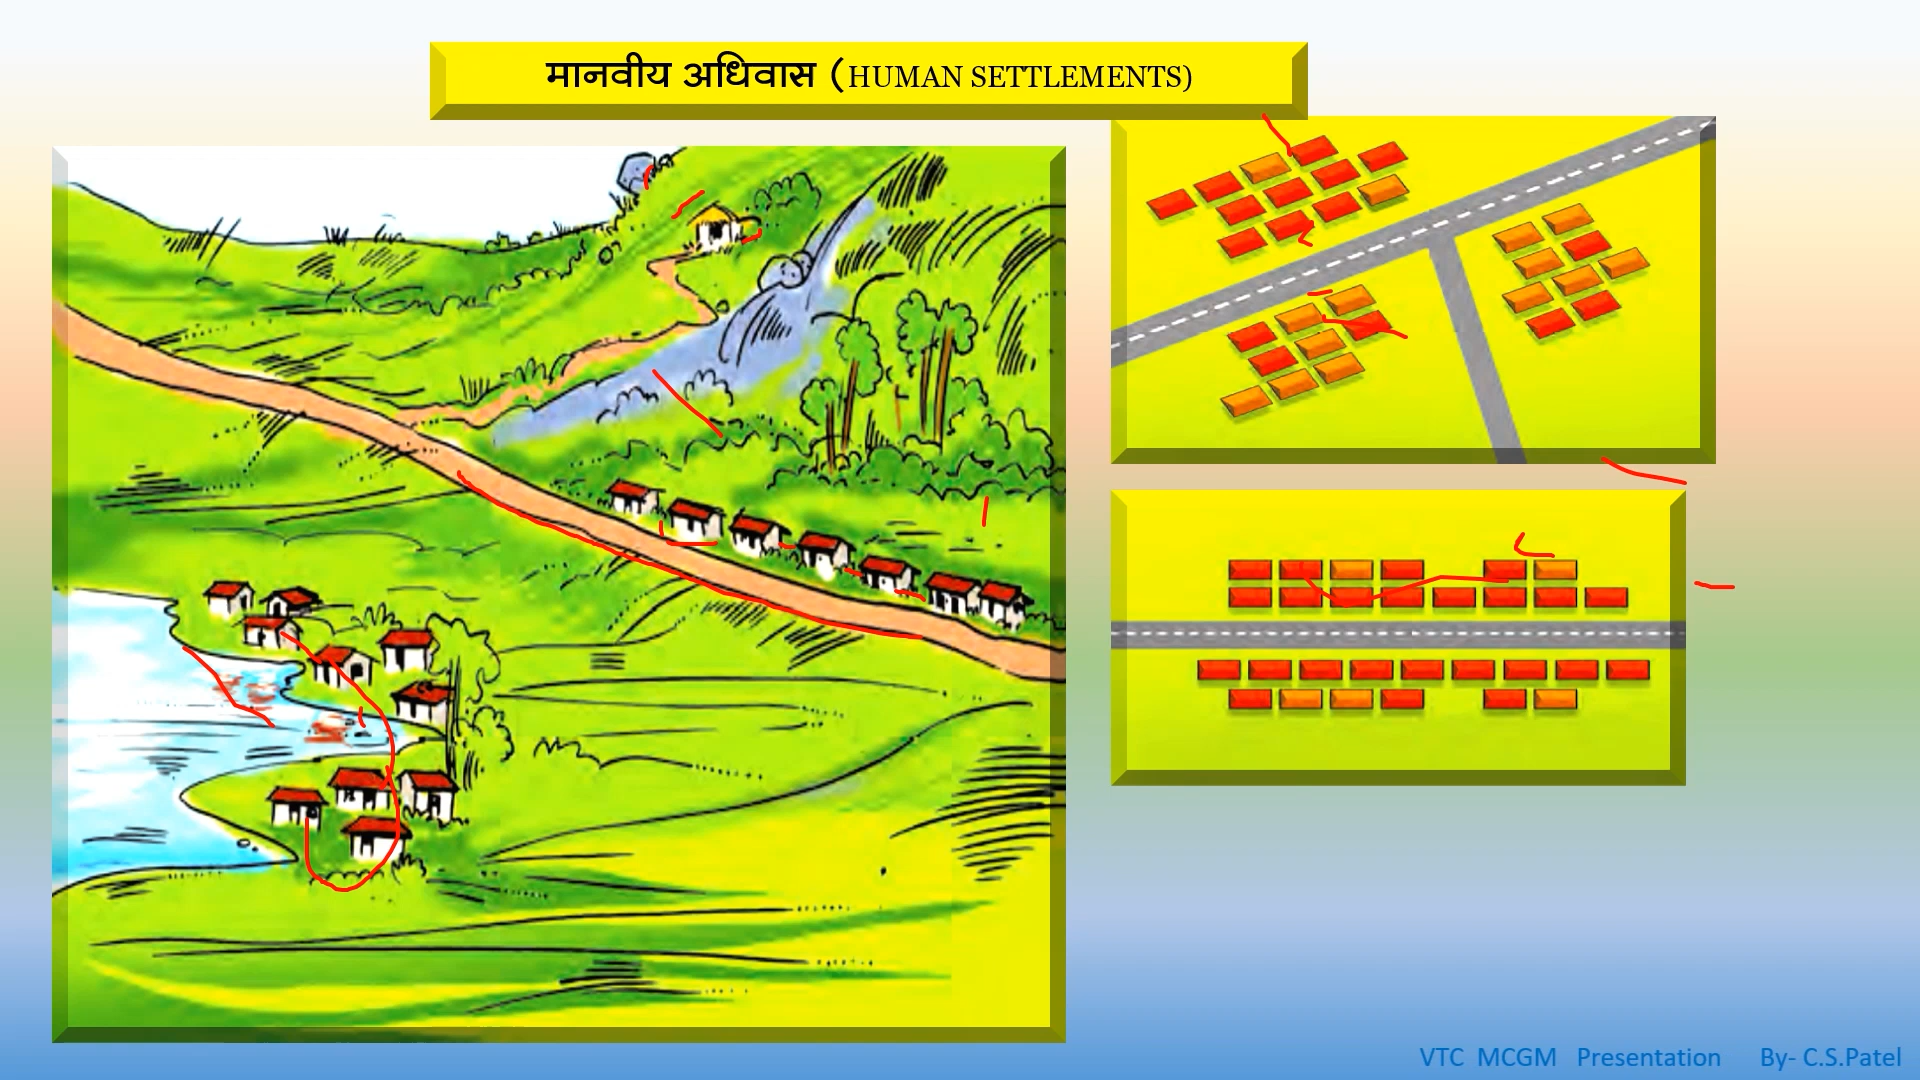 मानवीय अधिवास (HUMAN SETTLEMENTS)
VTC MCGM Presentation By- C.S.Patel